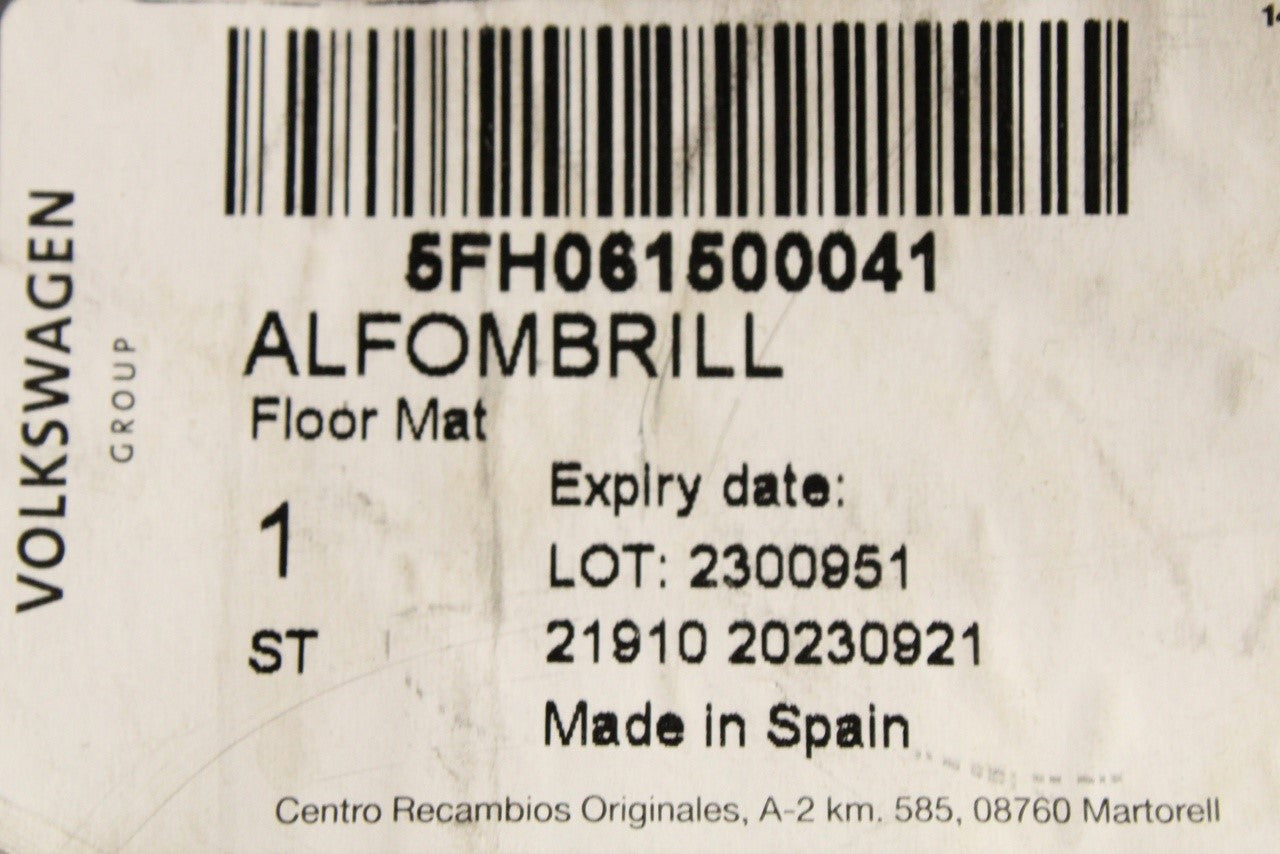 14
VOLKSWAGEN
GROUP
5FH061500041
ALFOMBRILL
Floor Mat
1
ST
Expiry date:
LOT: 2300951
21910 20230921
Made in Spain
Centro Recambios Originales, A-2 km. 585, 08760 Martorell